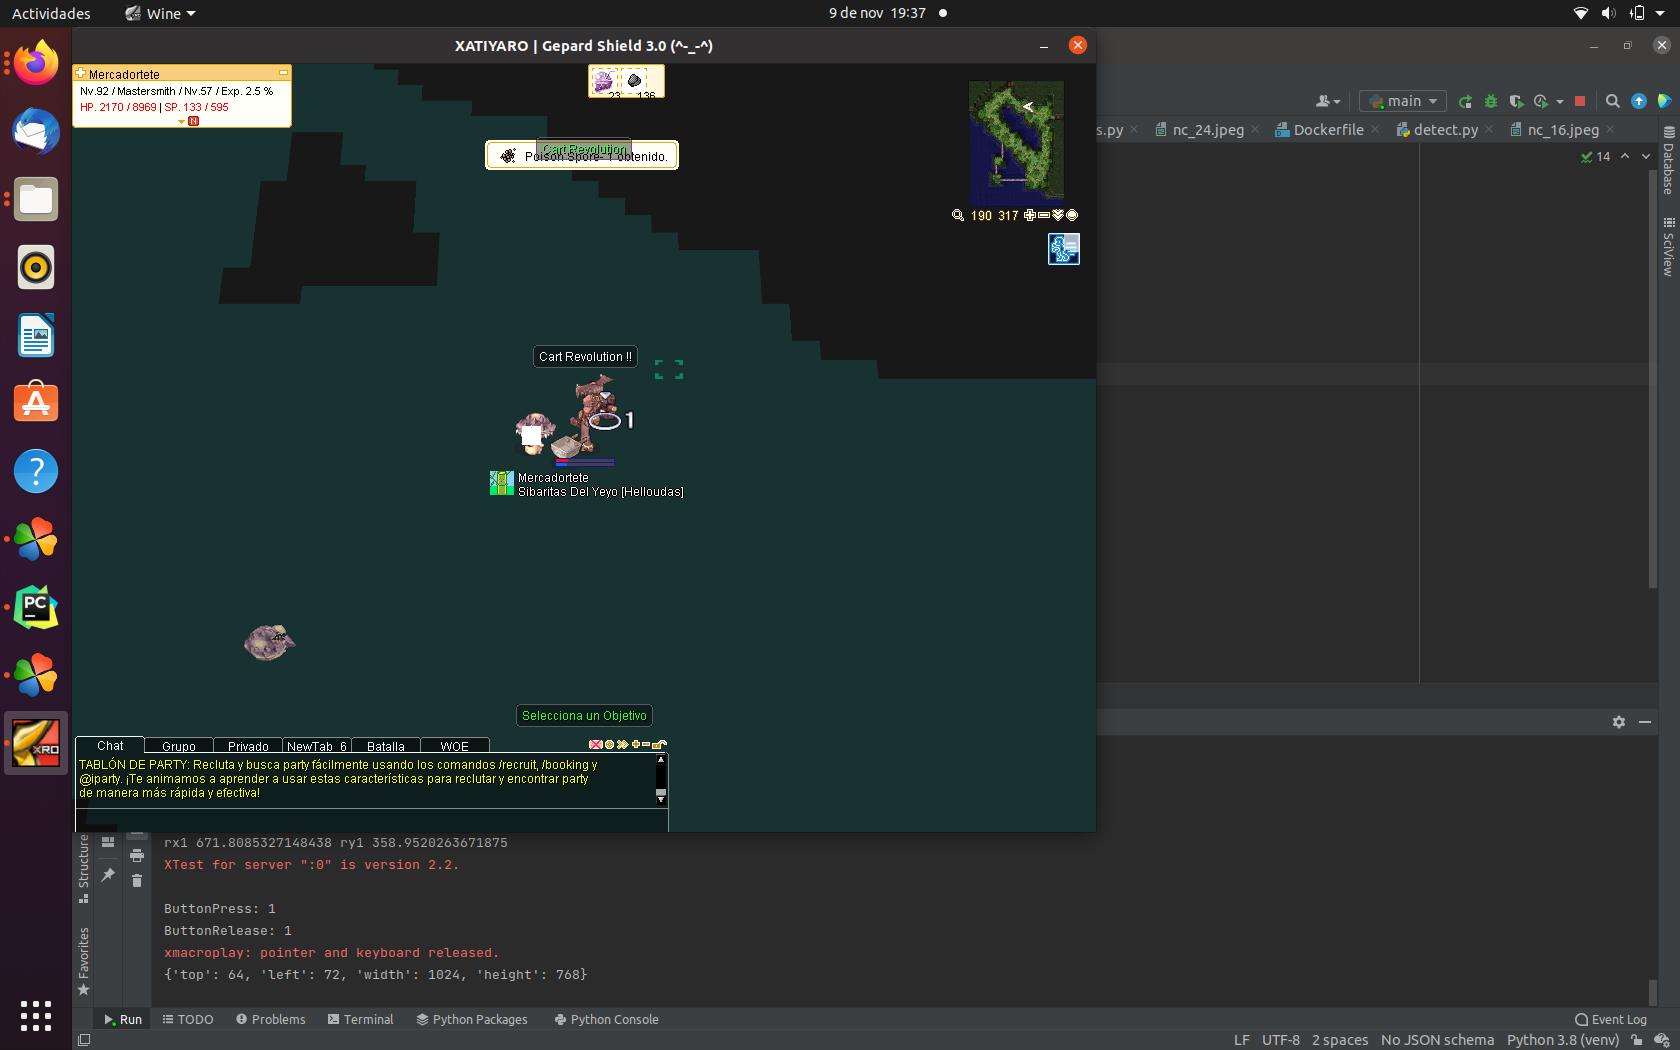 Actividades
Wine
9 de nov 19:37
XATIYARO | Gepard Shield 3.0 (^-_-^)
Mercadortete
Nv.92 / Mastersmith / Nv.57 / Exp. 2.5 %
HP. 2170 / 8969 | SP. 133 / 595
N
23
136
Cart Revolution
Poison Spore- 1 obtenido.
190 317
main
s.py
nc_24.jpeg
Dockerfile
detect.py
nc_16.jpeg
14
Database
SciView
Cart Revolution !!
1
Mercadortete
Sibaritas Del Yeyo [Helloudas]
PC
XRO
Selecciona un Objetivo
Chat
Grupo
Privado
NewTab_6
Batalla
WOE
TABLÓN DE PARTY: Recluta y busca party fácilmente usando los comandos /recruit, /booking y
@iparty. ¡Te animamos a aprender a usar estas características para reclutar y encontrar party
de manera más rápida y efectiva!
Structure
Favorites
rx1 671.8085327148438 ry1 358.9520263671875
XTest for server ":0" is version 2.2.
ButtonPress: 1
ButtonRelease: 1
xmacroplay: pointer and keyboard released.
{'top': 64, 'left': 72, 'width': 1024, 'height': 768}
Run
TODO
Problems
Terminal
Python Packages
Python Console
Event Log
LF
UTF-8
2 spaces
No JSON schema
Python 3.8 (venv)